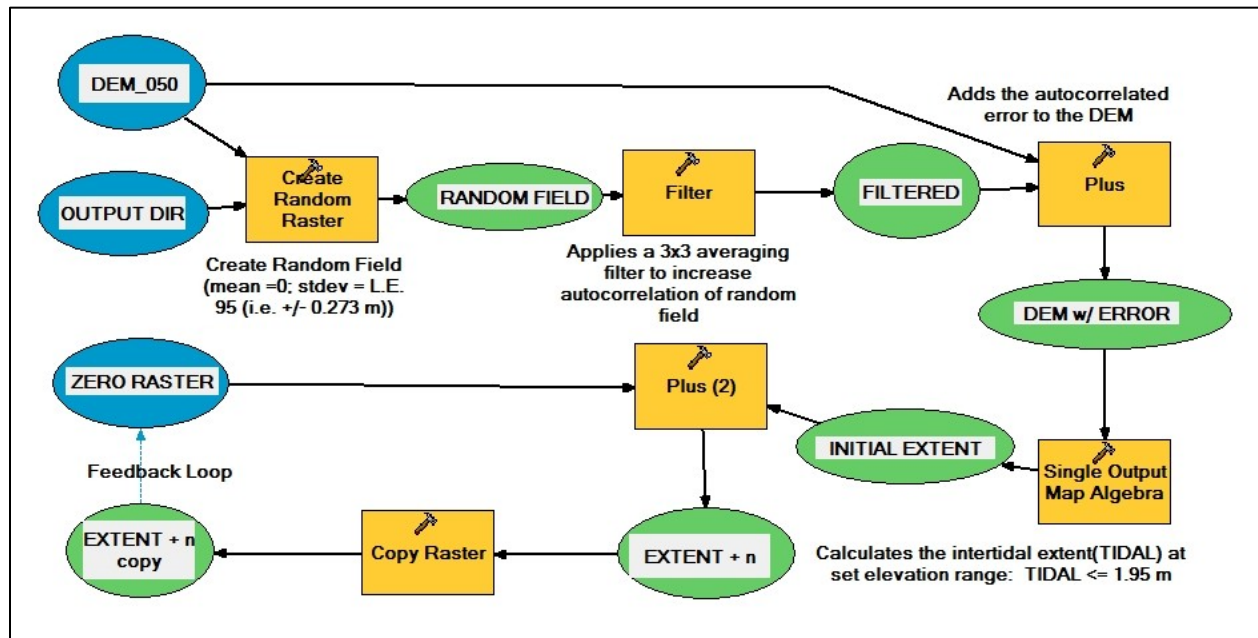 DEM_050
Adds the autocorrelated
error to the DEM
OUTPUT DIR
Create
Random
Raster
RANDOM FIELD
Filter
FILTERED
Plus
Create Random Field
(mean =0; stdev = L.E.
95 (i.e. +/- 0.273 m))
Applies a 3x3 averaging
filter to increase
autocorrelation of random
field
DEM w/ ERROR
ZERO RASTER
Plus (2)
INITIAL EXTENT
Single Output
Map Algebra
Feedback Loop
EXTENT + n
copy
Copy Raster
EXTENT + n
Calculates the intertidal extent(TIDAL) at
set elevation range:  TIDAL <= 1.95 m